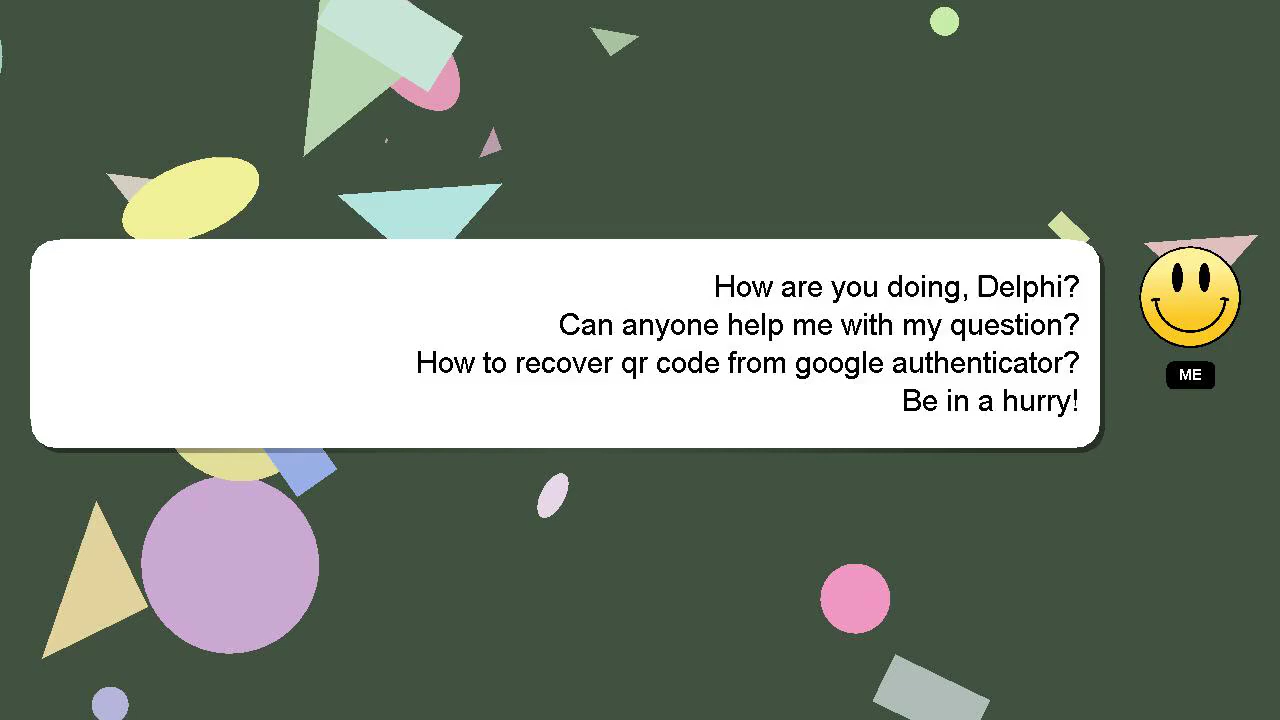 How are you doing, Delphi?
Can anyone help me with my question?
How to recover qr code from google authenticator?
Be in a hurry!
ME